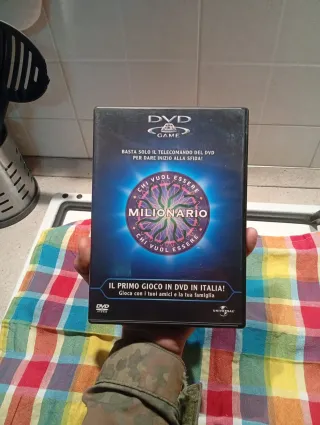 DVD
GAME
BASTA SOLO IL TELECOMANDO DEL DVD
PER DARE INIZIO ALLA SFIDA!
CHI VUOL ESSERE
MILIONARIO
CHI VUOL ESSERE
IL PRIMO GIOCO IN DVD IN ITALIA!
Gioca con i tuoi amici e la tua famiglia
DVD
VIDEO
UNIVERSAL